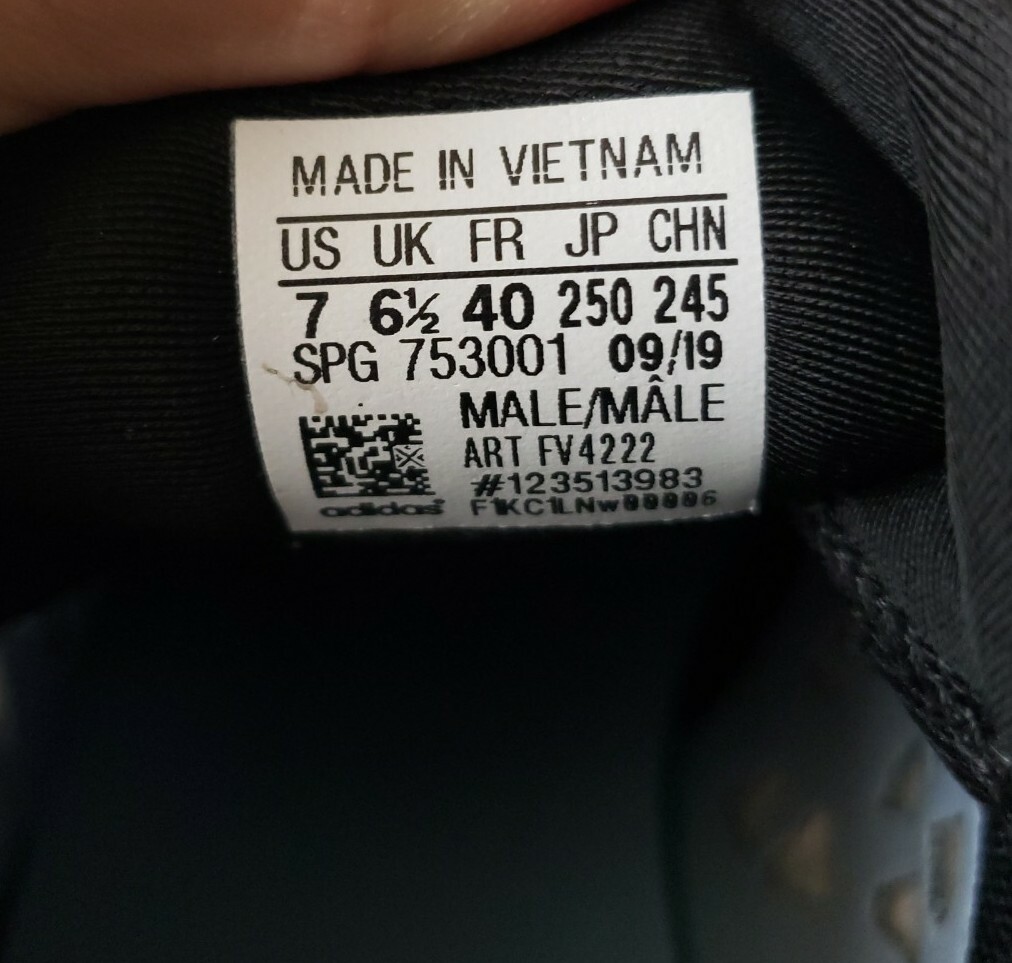 MADE IN VIETNAM
US UK FR JP CHN
7 6½ 40 250 245
SPG 753001 09/19
MALE/MÂLE
ART FV4222
#123513983
adidas